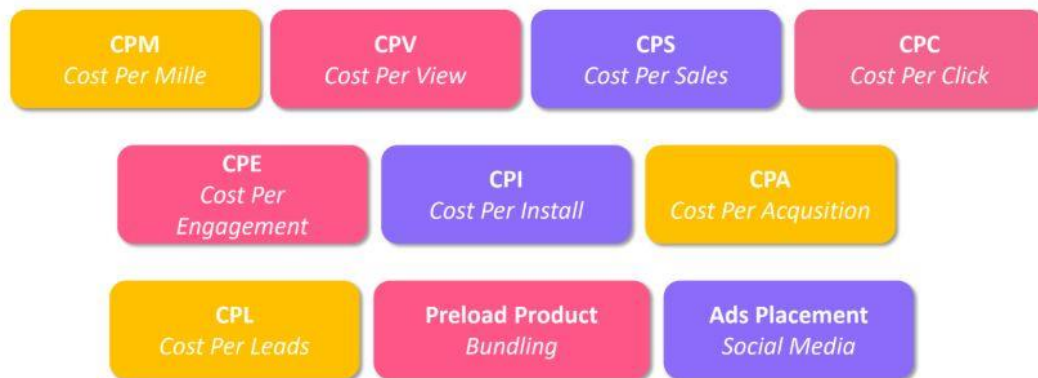 CPM
Cost Per Mille
CPV
Cost Per View
CPS
Cost Per Sales
CPC
Cost Per Click
CPE
Cost Per
Engagement
CPI
Cost Per Install
CPA
Cost Per Acqusition
CPL
Cost Per Leads
Preload Product
Bundling
Ads Placement
Social Media